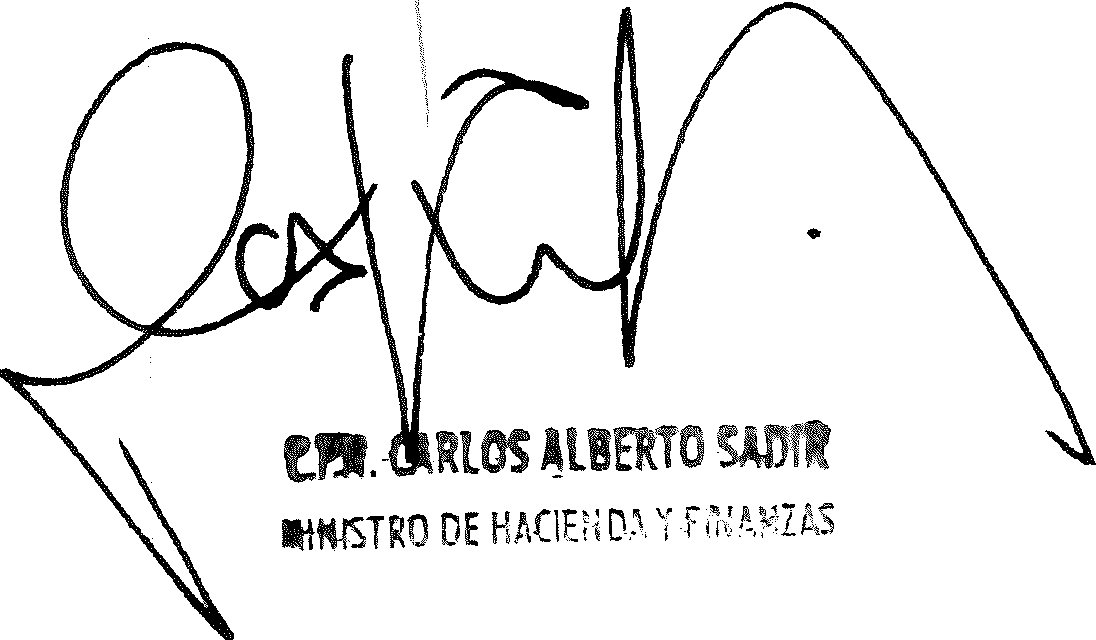 C.P.N. CARLOS ALBERTO SADIR
MINISTRO DE HACIENDA Y FINANZAS